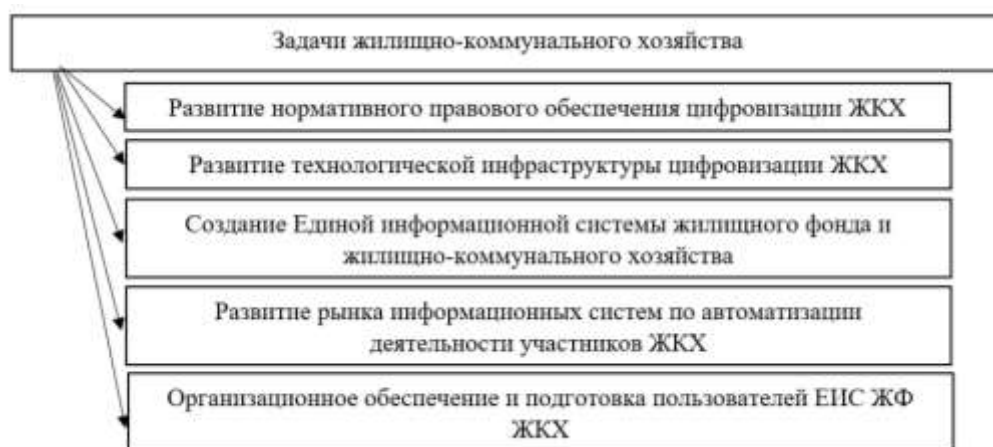 Задачи жилищно-коммунального хозяйства
Развитие нормативного правового обеспечения цифровизации ЖКХ
Развитие технологической инфраструктуры цифровизации ЖКХ
Создание Единой информационной системы жилищного фонда и
жилищно-коммунального хозяйства
Развитие рынка информационных систем по автоматизации
деятельности участников ЖКХ
Организационное обеспечение и подготовка пользователей ЕИС ЖФ
ЖКХ